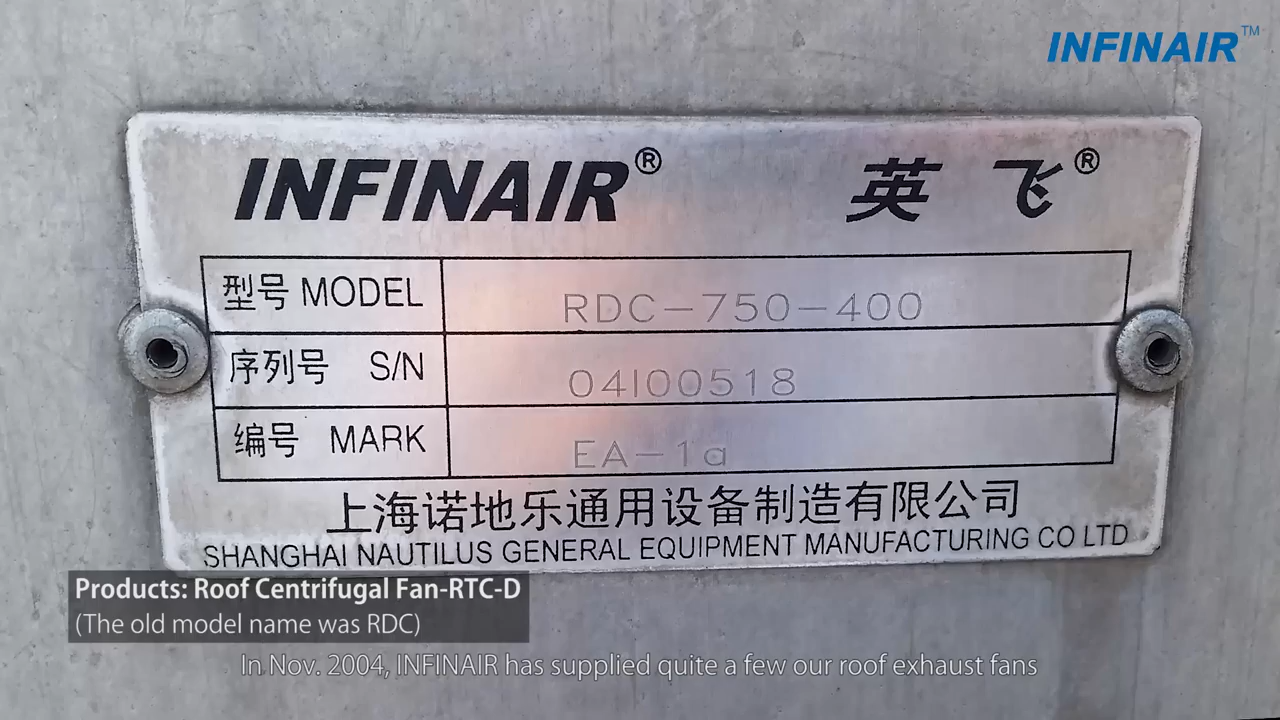 INFINAIR™
INFINAIR® 英飞®
型号 MODEL RDC-750-400
序列号 S/N 04I00518
编号 MARK EA-1a
上海诺地乐通用设备制造有限公司
SHANGHAI NAUTILUS GENERAL EQUIPMENT MANUFACTURING CO LTD
Products: Roof Centrifugal Fan-RTC-D
(The old model name was RDC)
In Nov. 2004, INFINAIR has supplied quite a few our roof exhaust fans